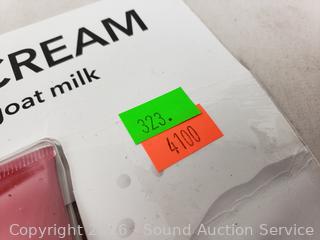 CREAM
goat milk
323.
4100
Copyright 2026 - Sound Auction Service